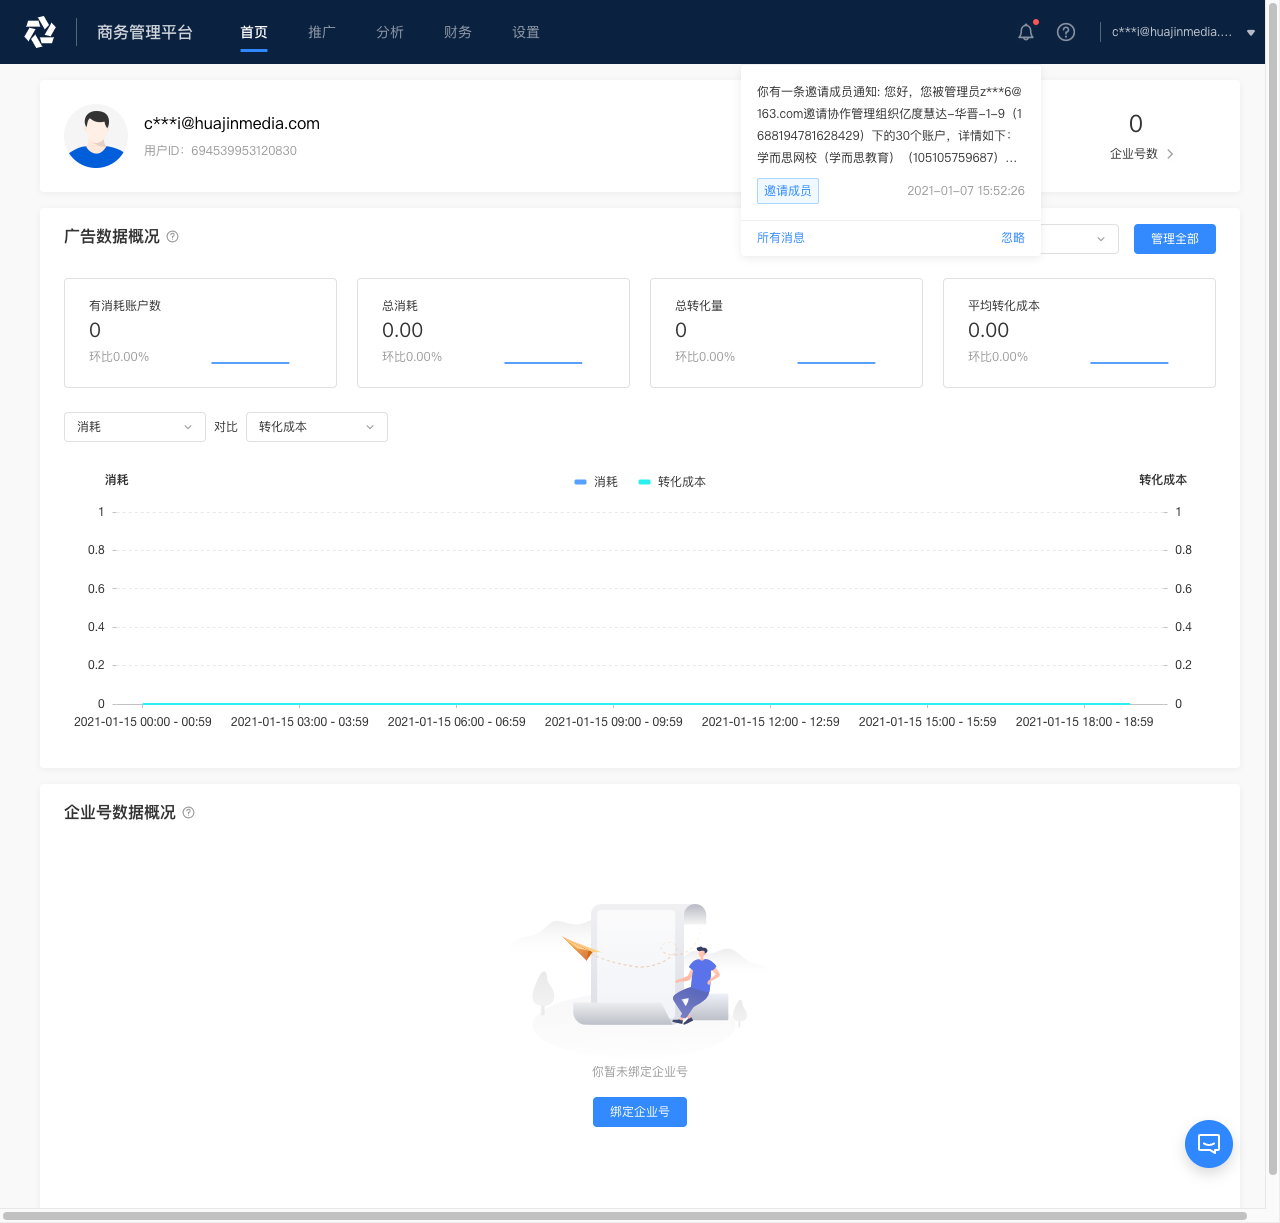 商务管理平台
首页
推广
分析
财务
设置
c***i@huajinmedia....
c***i@huajinmedia.com
用户ID：694539953120830
你有一条邀请成员通知: 您好，您被管理员z***6@
163.com邀请协作管理组织亿度慧达-华晋-1-9（1
688194781628429）下的30个账户，详情如下：
学而思网校（学而思教育）（105105759687）...
邀请成员
2021-01-07 15:52:26
所有消息
忽略
0
企业号数
广告数据概况
管理全部
有消耗账户数
0
环比0.00%
总消耗
0.00
环比0.00%
总转化量
0
环比0.00%
平均转化成本
0.00
环比0.00%
消耗
对比
转化成本
消耗
消耗
转化成本
转化成本
1
1
0.8
0.8
0.6
0.6
0.4
0.4
0.2
0.2
0
0
2021-01-15 00:00 - 00:59
2021-01-15 03:00 - 03:59
2021-01-15 06:00 - 06:59
2021-01-15 09:00 - 09:59
2021-01-15 12:00 - 12:59
2021-01-15 15:00 - 15:59
2021-01-15 18:00 - 18:59
企业号数据概况
你暂未绑定企业号
绑定企业号